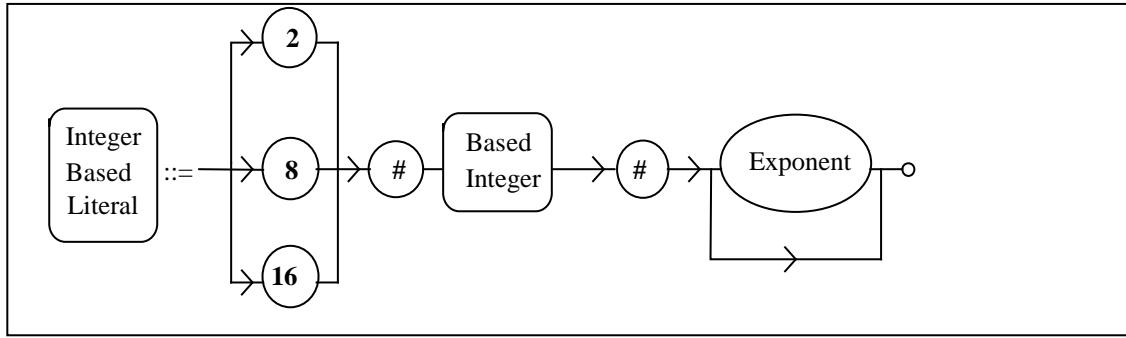 Integer
Based
Literal
::=
2
8
16
#
Based
Integer
#
Exponent